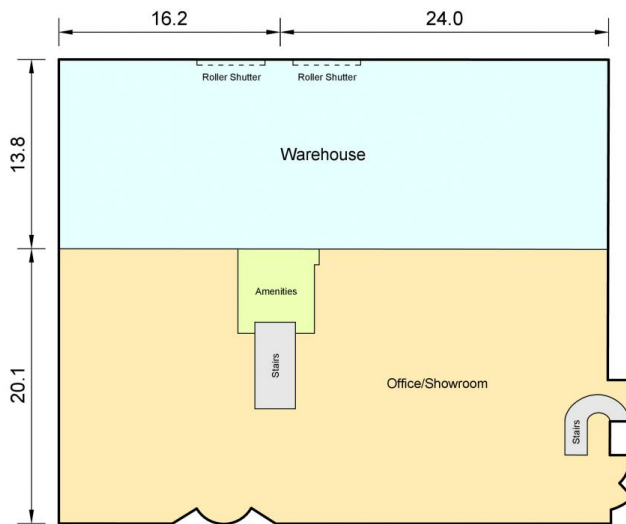 16.2
24.0
Roller Shutter
Roller Shutter
13.8
Warehouse
Amenities
20.1
Stairs
Office/Showroom
Stairs